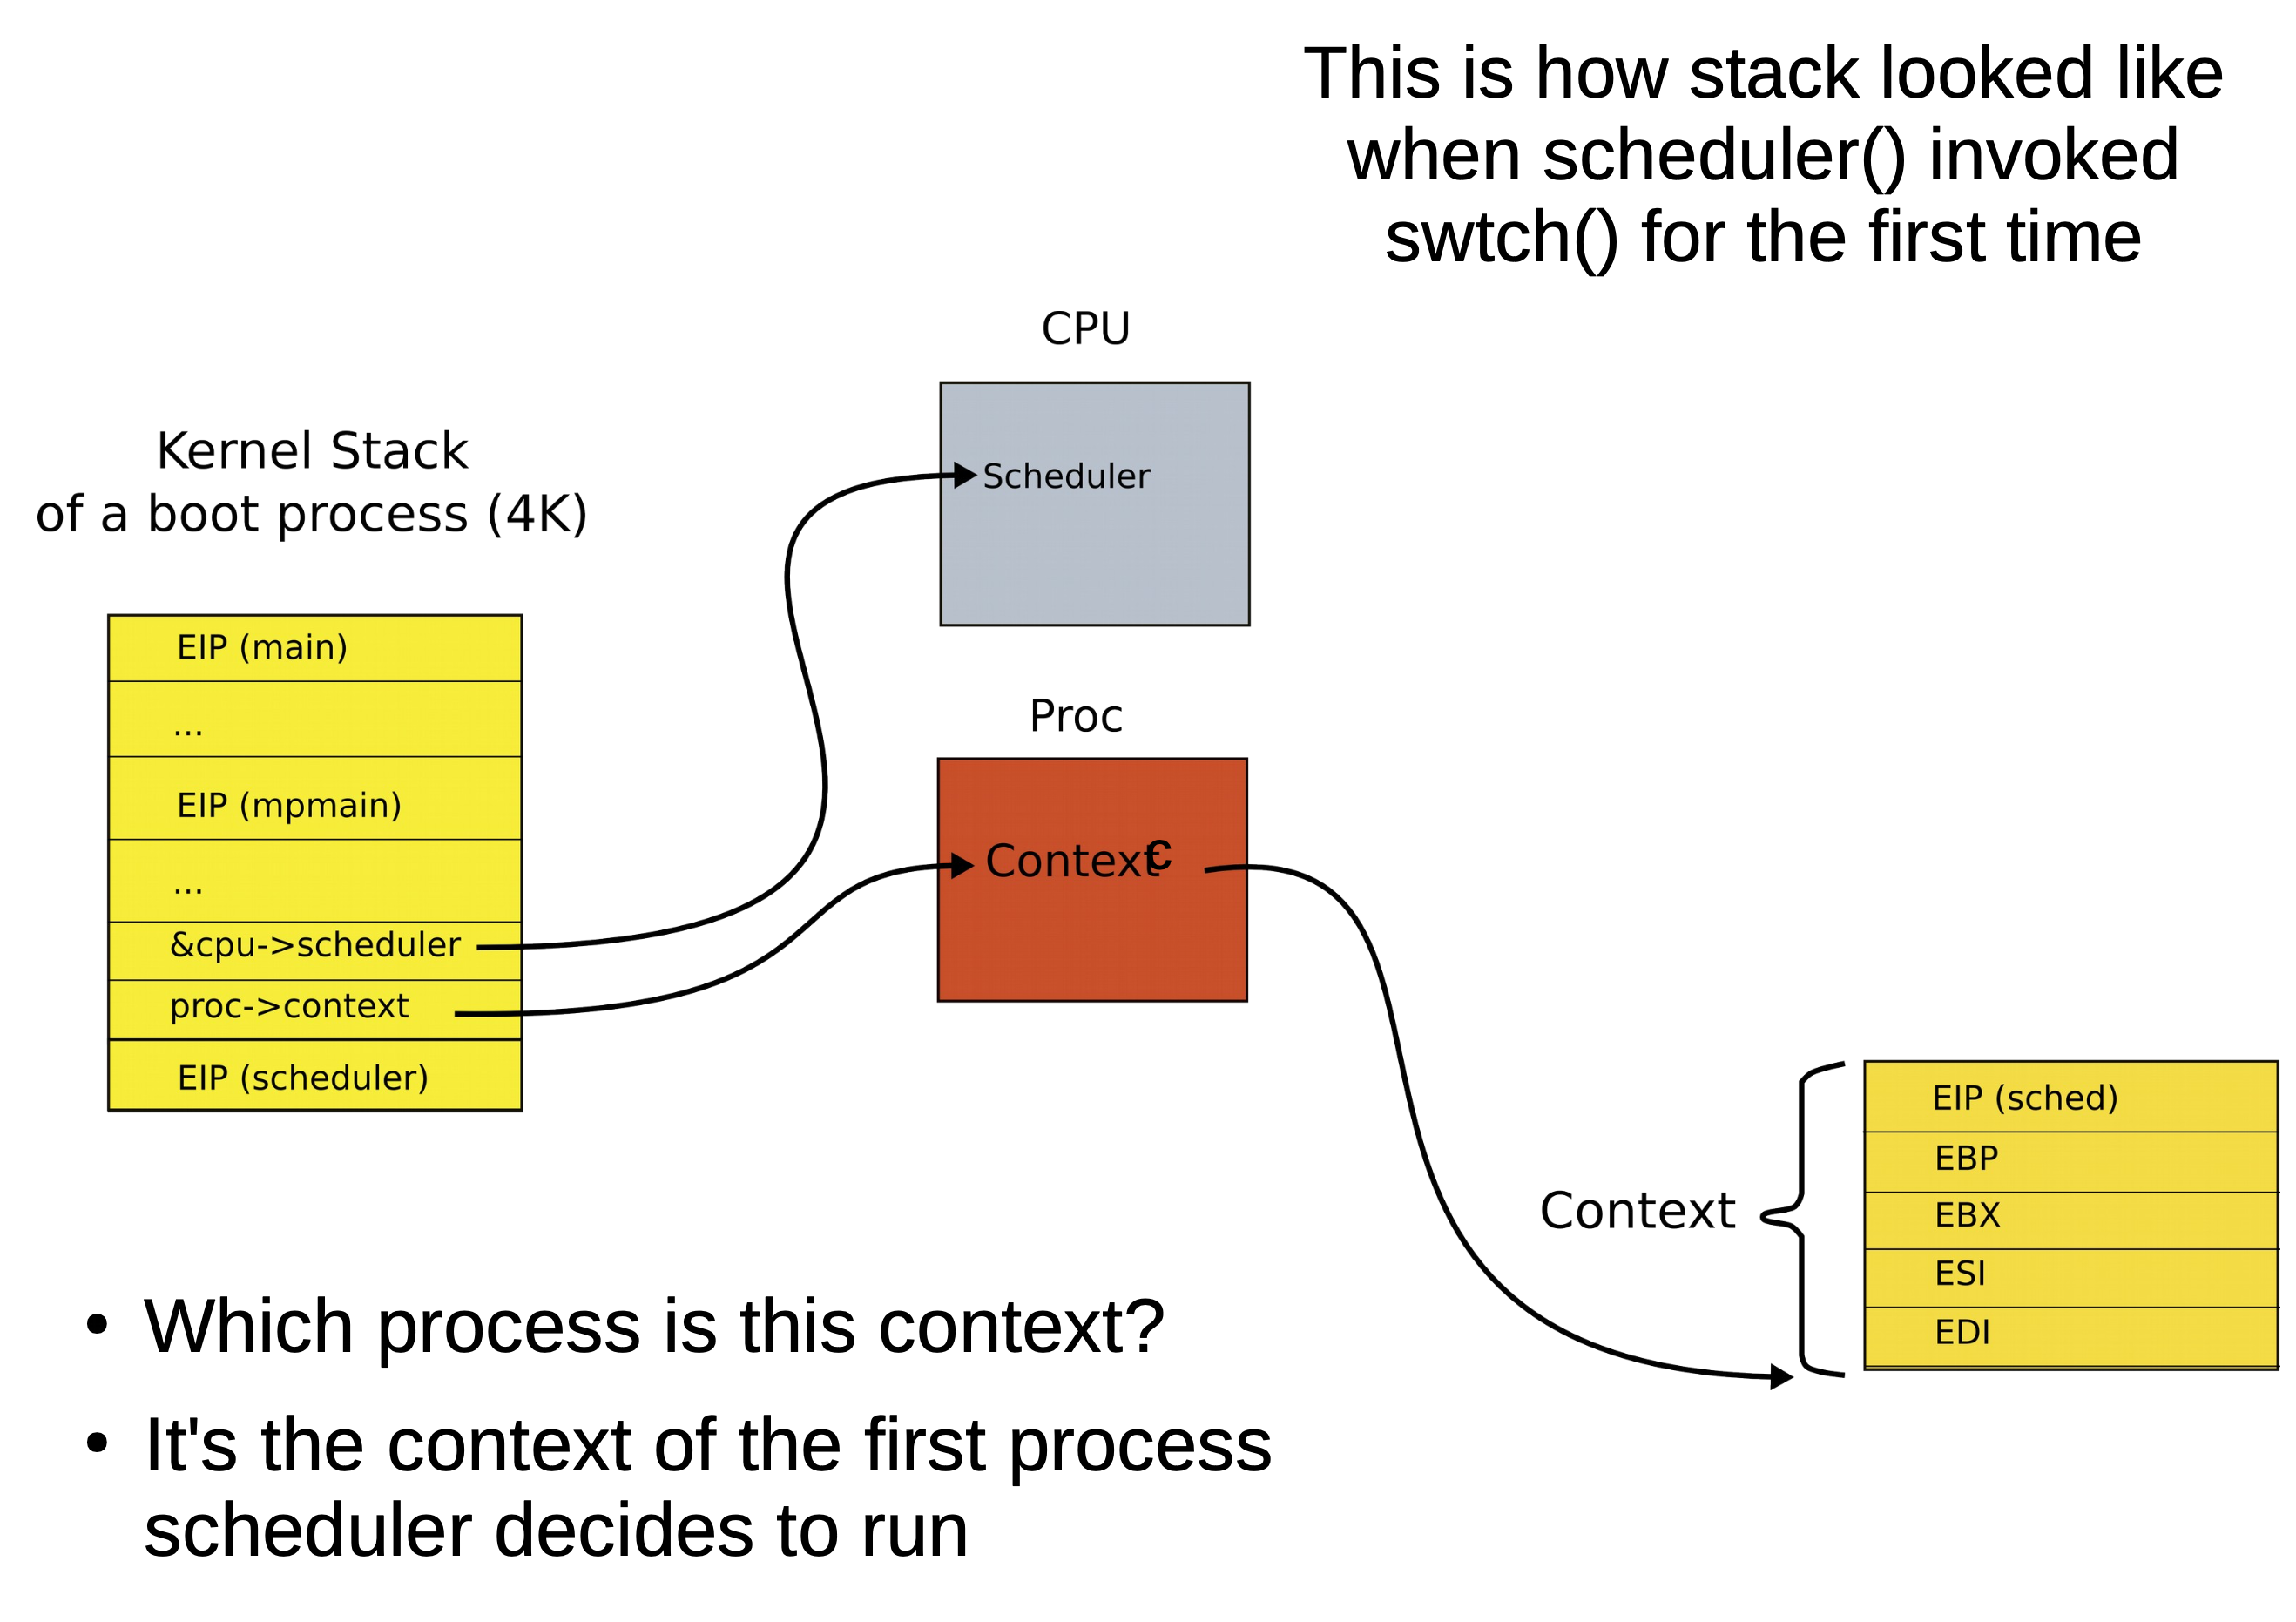 This is how stack looked like
when scheduler() invoked
swtch() for the first time
CPU
Scheduler
Kernel Stack
of a boot process (4K)
EIP (main)
...
EIP (mpmain)
...
&cpu->scheduler
proc->context
EIP (scheduler)
Proc
Context
c
Context
EIP (sched)
EBP
EBX
ESI
EDI
• Which process is this context?
• It's the context of the first process
scheduler decides to run